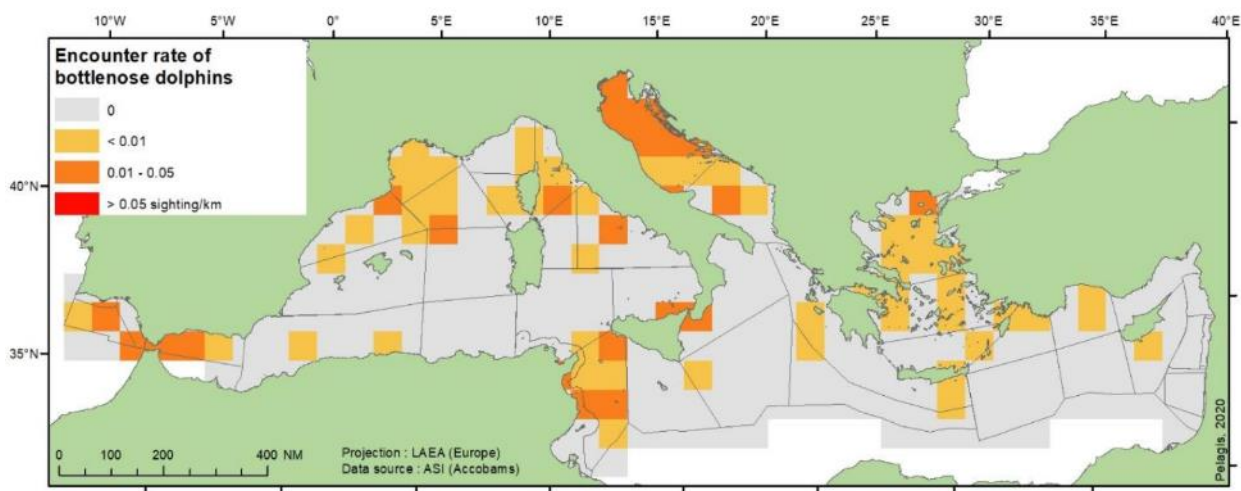 10°W 5°W 0° 5°E 10°E 15°E 20°E 25°E 30°E 35°E 40°E
Encounter rate of
bottlenose dolphins
0
< 0.01
0.01 - 0.05
> 0.05 sighting/km
40°N
35°N
0 100 200 400 NM
Projection : LAEA (Europe)
Data source : ASI (Accobams)
Pelagis, 2020